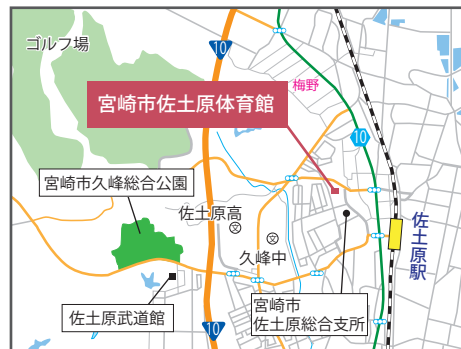 ゴルフ場
10
梅野
宮崎市佐土原体育館
10
宮崎市久峰総合公園
佐土原高
文
文
久峰中
佐土原駅
佐土原武道館
宮崎市
佐土原総合支所
10